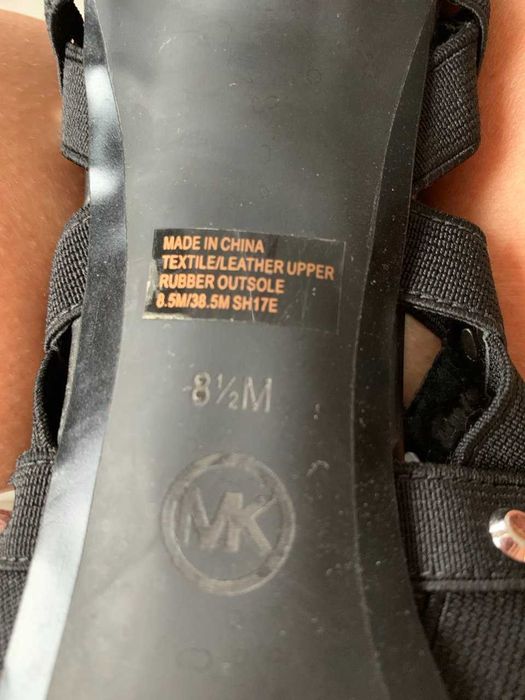 MADE IN CHINA
TEXTILE/LEATHER UPPER
RUBBER OUTSOLE
8.5M/38.5M SH17E
8½M
MK